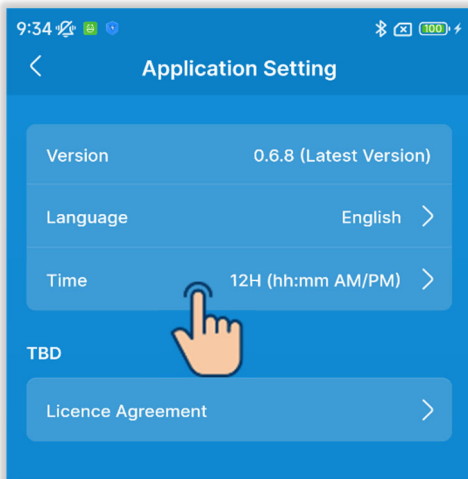 9:34
100
Application Setting
Version 0.6.8 (Latest Version)
Language English
Time 12H (hh:mm AM/PM)
TBD
Licence Agreement